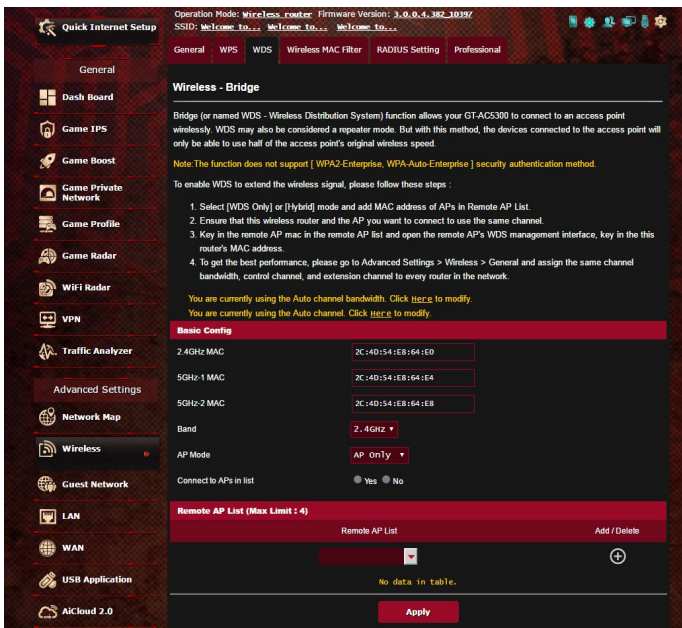 Quick Internet Setup
General
Dash Board
Game IPS
Game Boost
Game Private
Network
Game Profile
Game Radar
WiFi Radar
VPN
Traffic Analyzer
Advanced Settings
Network Map
Wireless
Guest Network
LAN
WAN
USB Application
AiCloud 2.0
Operation Mode: Wireless router Firmware Version: 3.0.0.4.382_10397
SSID: Welcome to... Welcome to... Welcome to...
General WPS WDS Wireless MAC Filter RADIUS Setting Professional
Wireless - Bridge
Bridge (or named WDS - Wireless Distribution System) function allows your GT-AC5300 to connect to an access point
wirelessly. WDS may also be considered a repeater mode. But with this method, the devices connected to the access point will
only be able to use half of the access point's original wireless speed.
Note:The function does not support [ WPA2-Enterprise, WPA-Auto-Enterprise ] security authentication method.
To enable WDS to extend the wireless signal, please follow these steps :
1. Select [WDS Only] or [Hybrid] mode and add MAC address of APs in Remote AP List.
2. Ensure that this wireless router and the AP you want to connect to use the same channel.
3. Key in the remote AP mac in the remote AP list and open the remote AP's WDS management interface, key in the this
router's MAC address.
4. To get the best performance, please go to Advanced Settings > Wireless > General and assign the same channel
bandwidth, control channel, and extension channel to every router in the network.
You are currently using the Auto channel bandwidth. Click Here to modify.
You are currently using the Auto channel. Click Here to modify.
Basic Config
2.4GHz MAC 2C:4D:54:E8:64:E0
5GHz-1 MAC 2C:4D:54:E8:64:E4
5GHz-2 MAC 2C:4D:54:E8:64:E8
Band 2.4GHz
AP Mode AP Only
Connect to APs in list Yes No
Remote AP List (Max Limit : 4)
Remote AP List Add / Delete
No data in table.
Apply